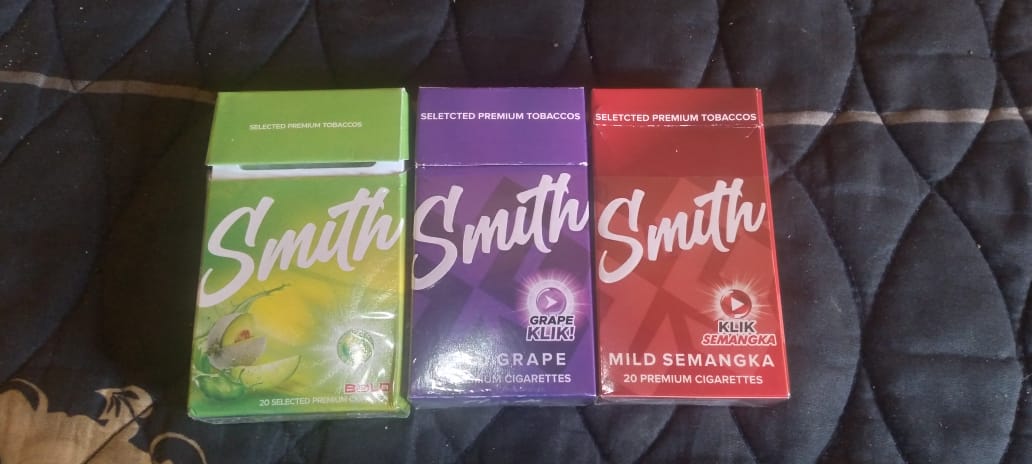 SELECTED PREMIUM TOBACCOS
Smith
BOLD
20 SELECTED PREMIUM
SELETCTED PREMIUM TOBACCOS
Smith
GRAPE
KLIK!
GRAPE
CIGARETTES
SELETCTED PREMIUM TOBACCOS
Smith
KLIK
SEMANGKA
MILD SEMANGKA
20 PREMIUM CIGARETTES